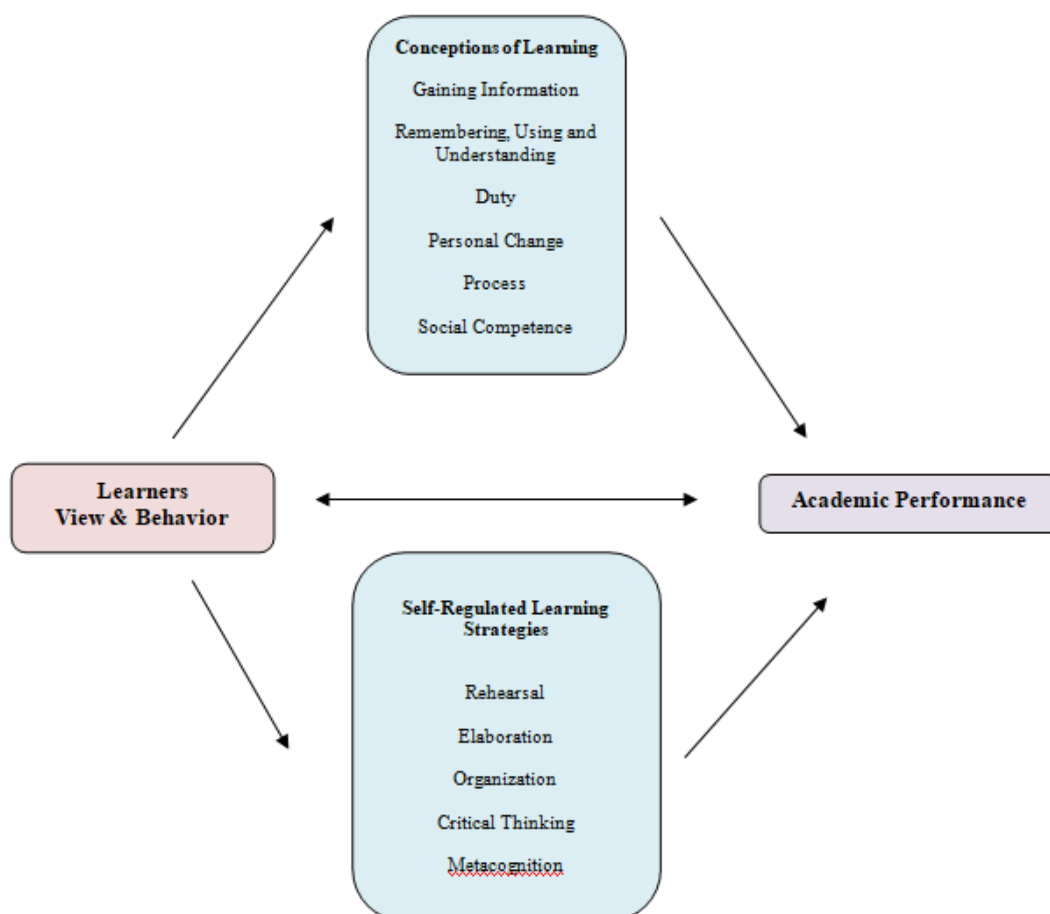 Conceptions of Learning
Gaining Information
Remembering, Using and
Understanding
Duty
Personal Change
Process
Social Competence
Learners
View & Behavior
Academic Performance
Self-Regulated Learning
Strategies
Rehearsal
Elaboration
Organization
Critical Thinking
Metacognition